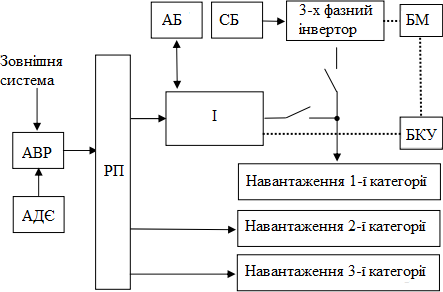 АБ
СБ
3-х фазний
інвертор
БМ
Зовнішня
система
І
АВР
РП
БКУ
Навантаження 1-ї категорії
АДЄ
Навантаження 2-ї категорії
Навантаження 3-ї категорії